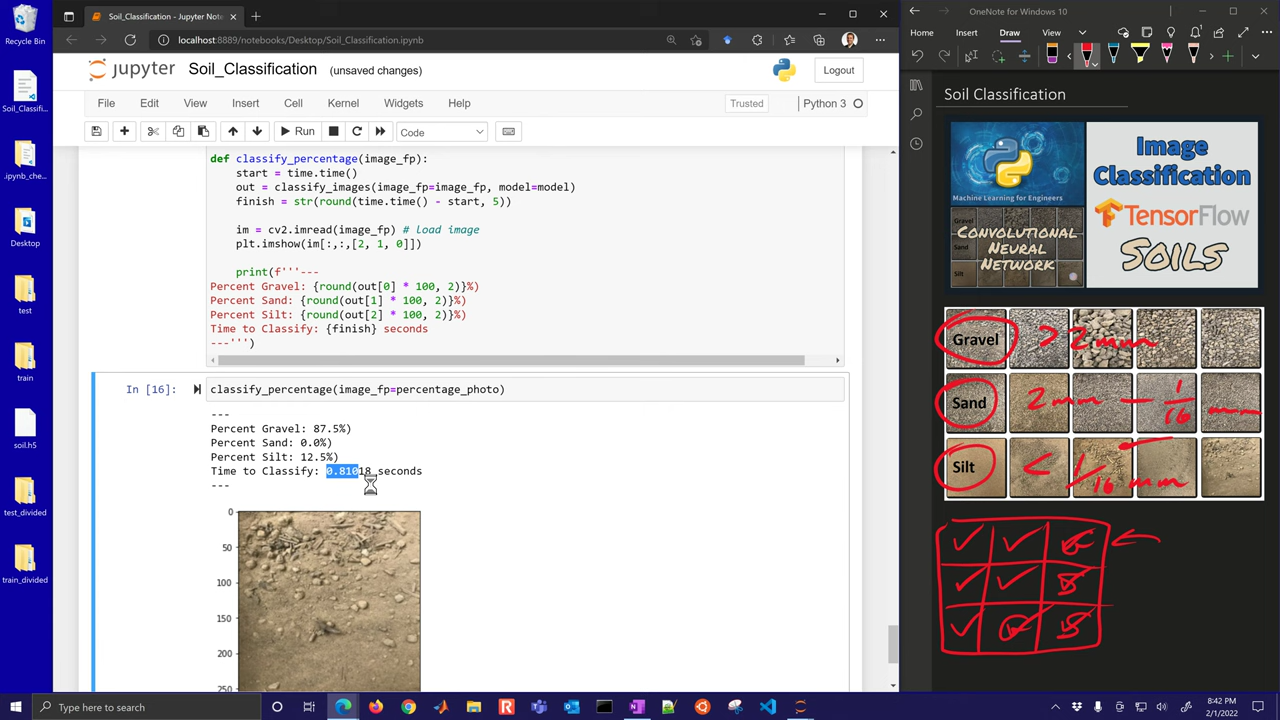 Recycle Bin
Soil_Classifi...
.ipynb_che...
Desktop
test
train
soil.h5
test_divided
train_divided
Soil_Classification - Jupyter Note
localhost:8889/notebooks/Desktop/Soil_Classification.ipynb
jupyter Soil_Classification (unsaved changes)
Logout
File Edit View Insert Cell Kernel Widgets Help
Trusted
Python 3
Run
Code
def classify_percentage(image_fp):
start = time.time()
out = classify_images(image_fp=image_fp, model=model)
finish = str(round(time.time() - start, 5))
im = cv2.imread(image_fp) # load image
plt.imshow(im[:,:,[2, 1, 0]])
print(f'''---
Percent Gravel: {round(out[0] * 100, 2)}%)
Percent Sand: {round(out[1] * 100, 2)}%)
Percent Silt: {round(out[2] * 100, 2)}%)
Time to Classify: {finish} seconds
---''')
In [16]:
classify_percentage(image_fp=percentage_photo)
---
Percent Gravel: 87.5%)
Percent Sand: 0.0%)
Percent Silt: 12.5%)
Time to Classify: 0.81018 seconds
---
0
50
100
150
200
250
OneNote for Windows 10
Home Insert Draw View
Soil Classification
Machine Learning for Engineers
Gravel
Sand
Silt
Convolutional
Neural
Network
Image
Classification
TensorFlow
Soils
Gravel >2mm
Sand 2mm — 1/16 mm
Silt < 1/16 mm
G
S
G S
Type here to search
8:42 PM
2/1/2022